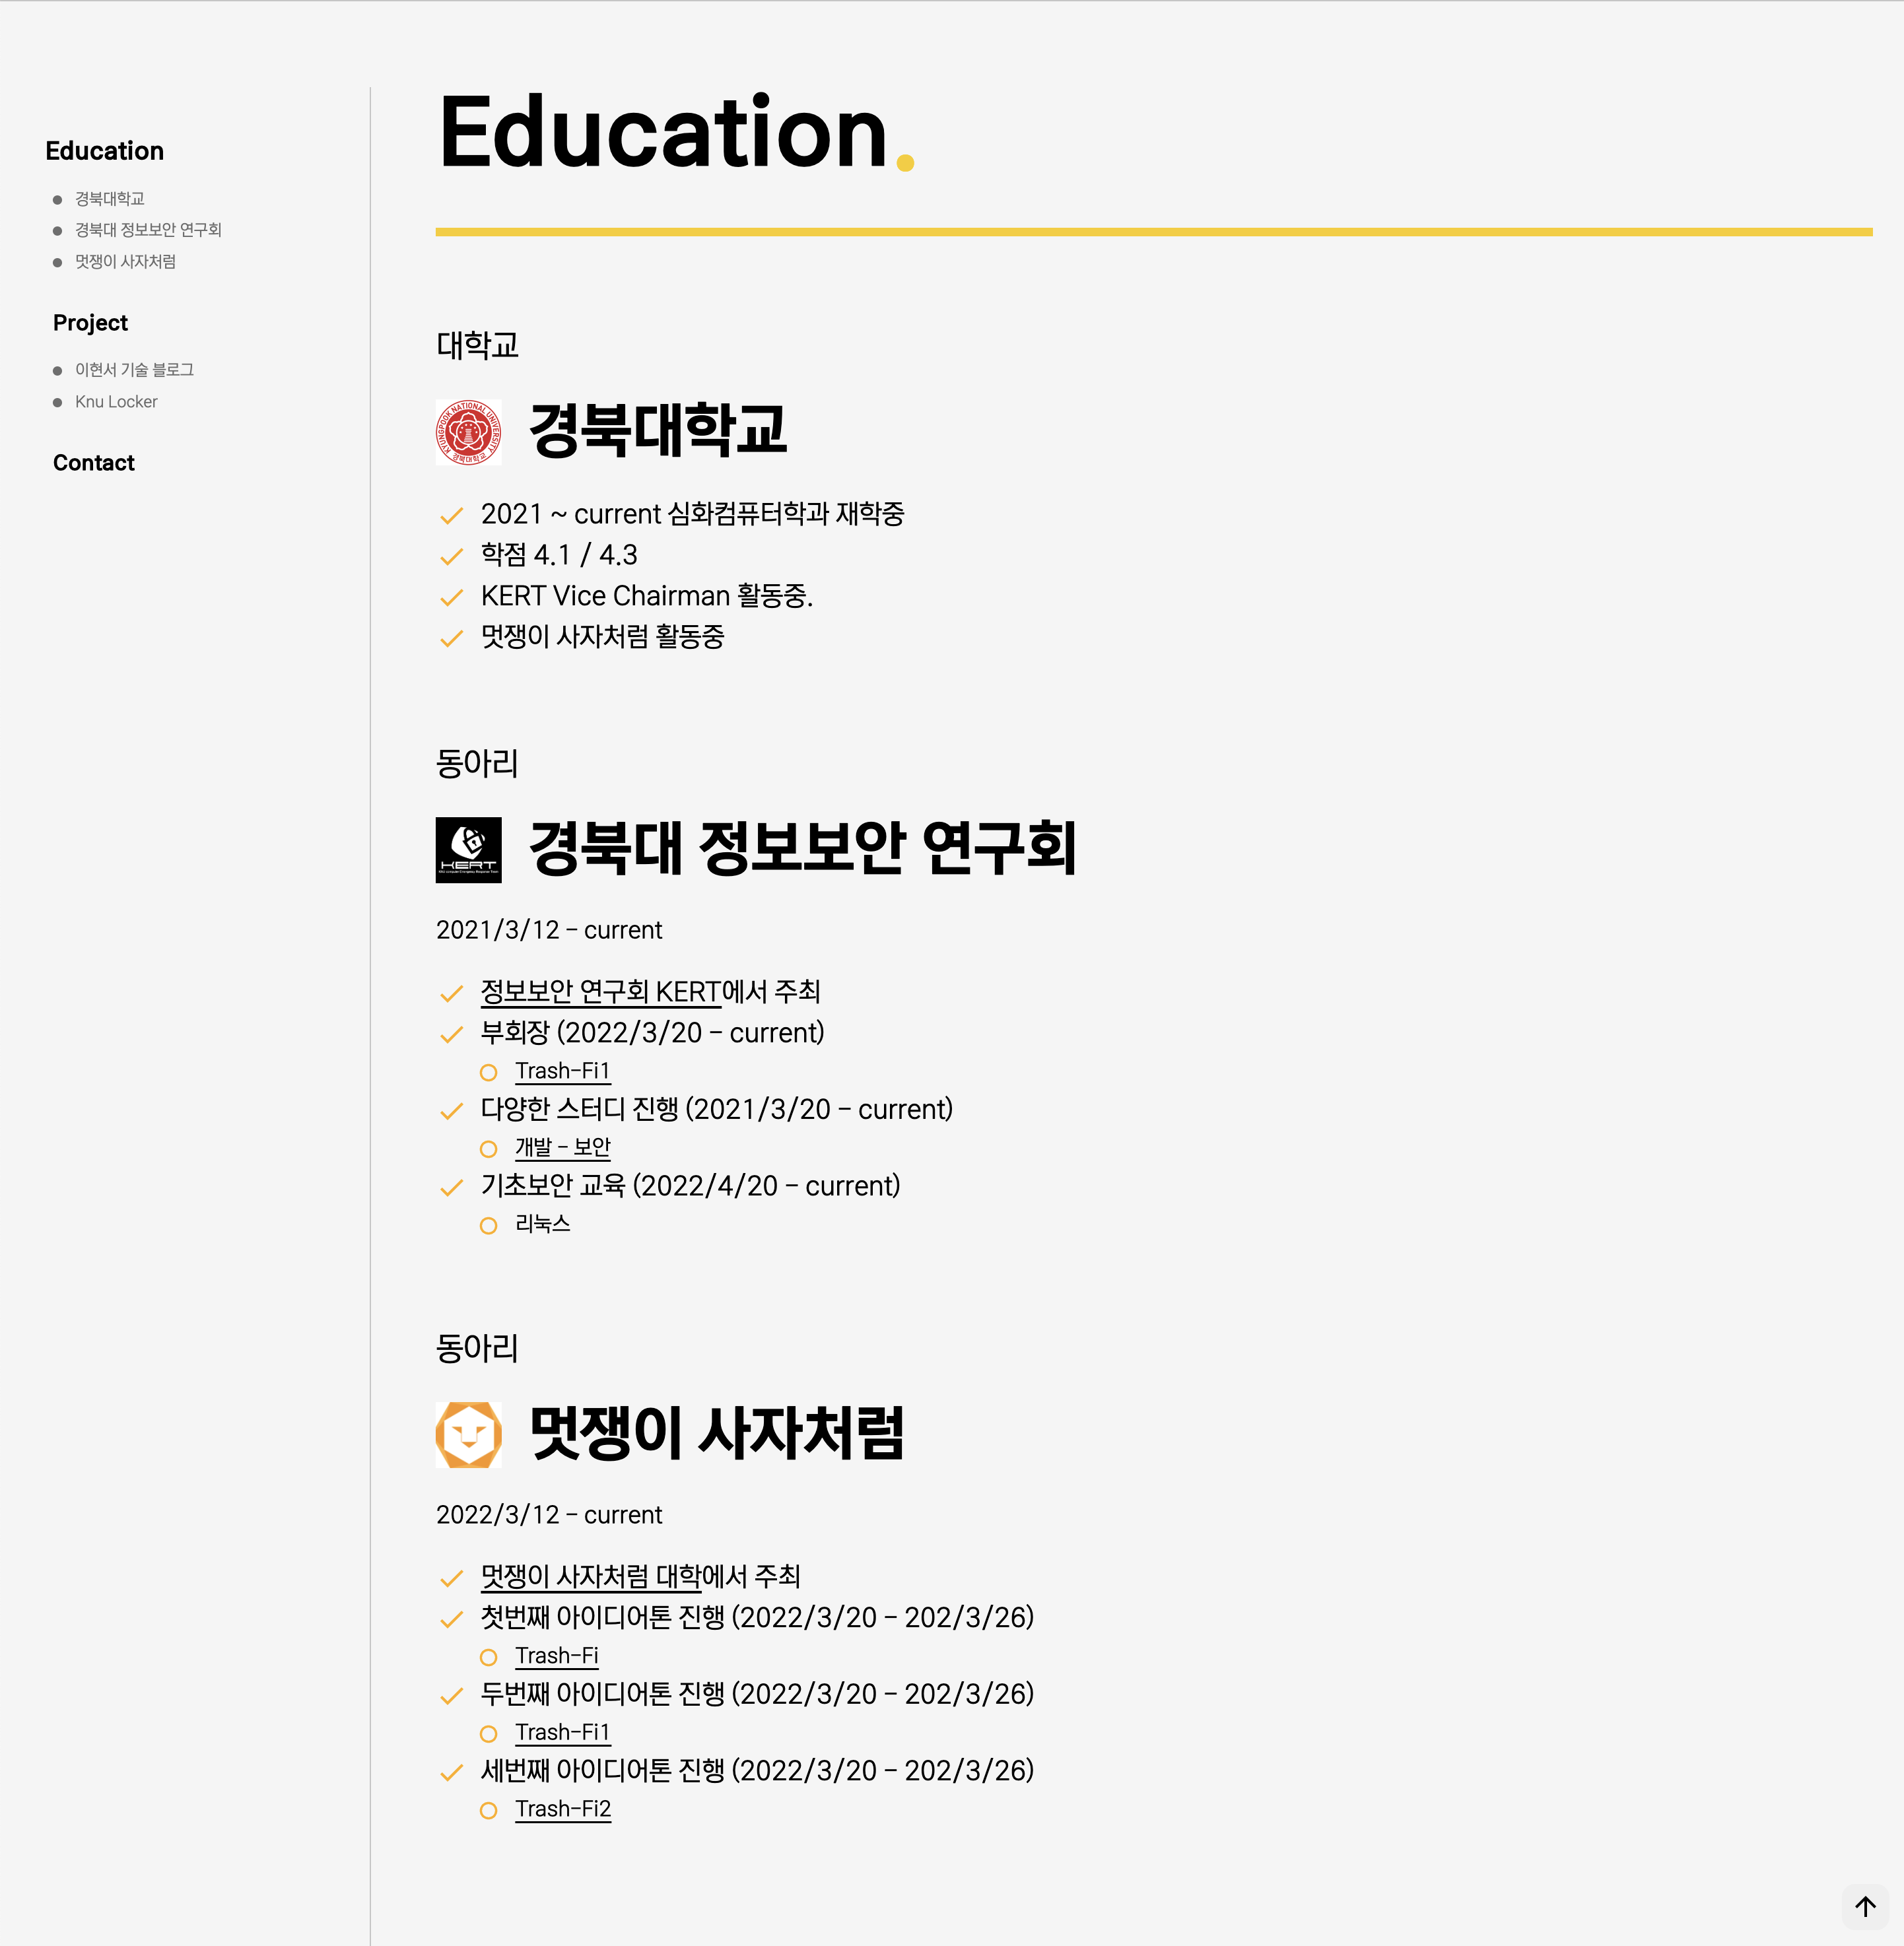 Education
경북대학교
경북대 정보보안 연구회
멋쟁이 사자처럼
Project
이현서 기술 블로그
Knu Locker
Contact
Education.
대학교
KYUNGPOOK NATIONAL UNIVERSITY
경북대학교
경북대학교
2021 ~ current 심화컴퓨터학과 재학중
학점 4.1 / 4.3
KERT Vice Chairman 활동중.
멋쟁이 사자처럼 활동중
동아리
KERT
경북대 정보보안 연구회
2021/3/12 - current
정보보안 연구회 KERT에서 주최
부회장 (2022/3/20 - current)
Trash-Fi1
다양한 스터디 진행 (2021/3/20 - current)
개발 - 보안
기초보안 교육 (2022/4/20 - current)
리눅스
동아리
멋쟁이 사자처럼
2022/3/12 - current
멋쟁이 사자처럼 대학에서 주최
첫번째 아이디어톤 진행 (2022/3/20 - 202/3/26)
Trash-Fi
두번째 아이디어톤 진행 (2022/3/20 - 202/3/26)
Trash-Fi1
세번째 아이디어톤 진행 (2022/3/20 - 202/3/26)
Trash-Fi2